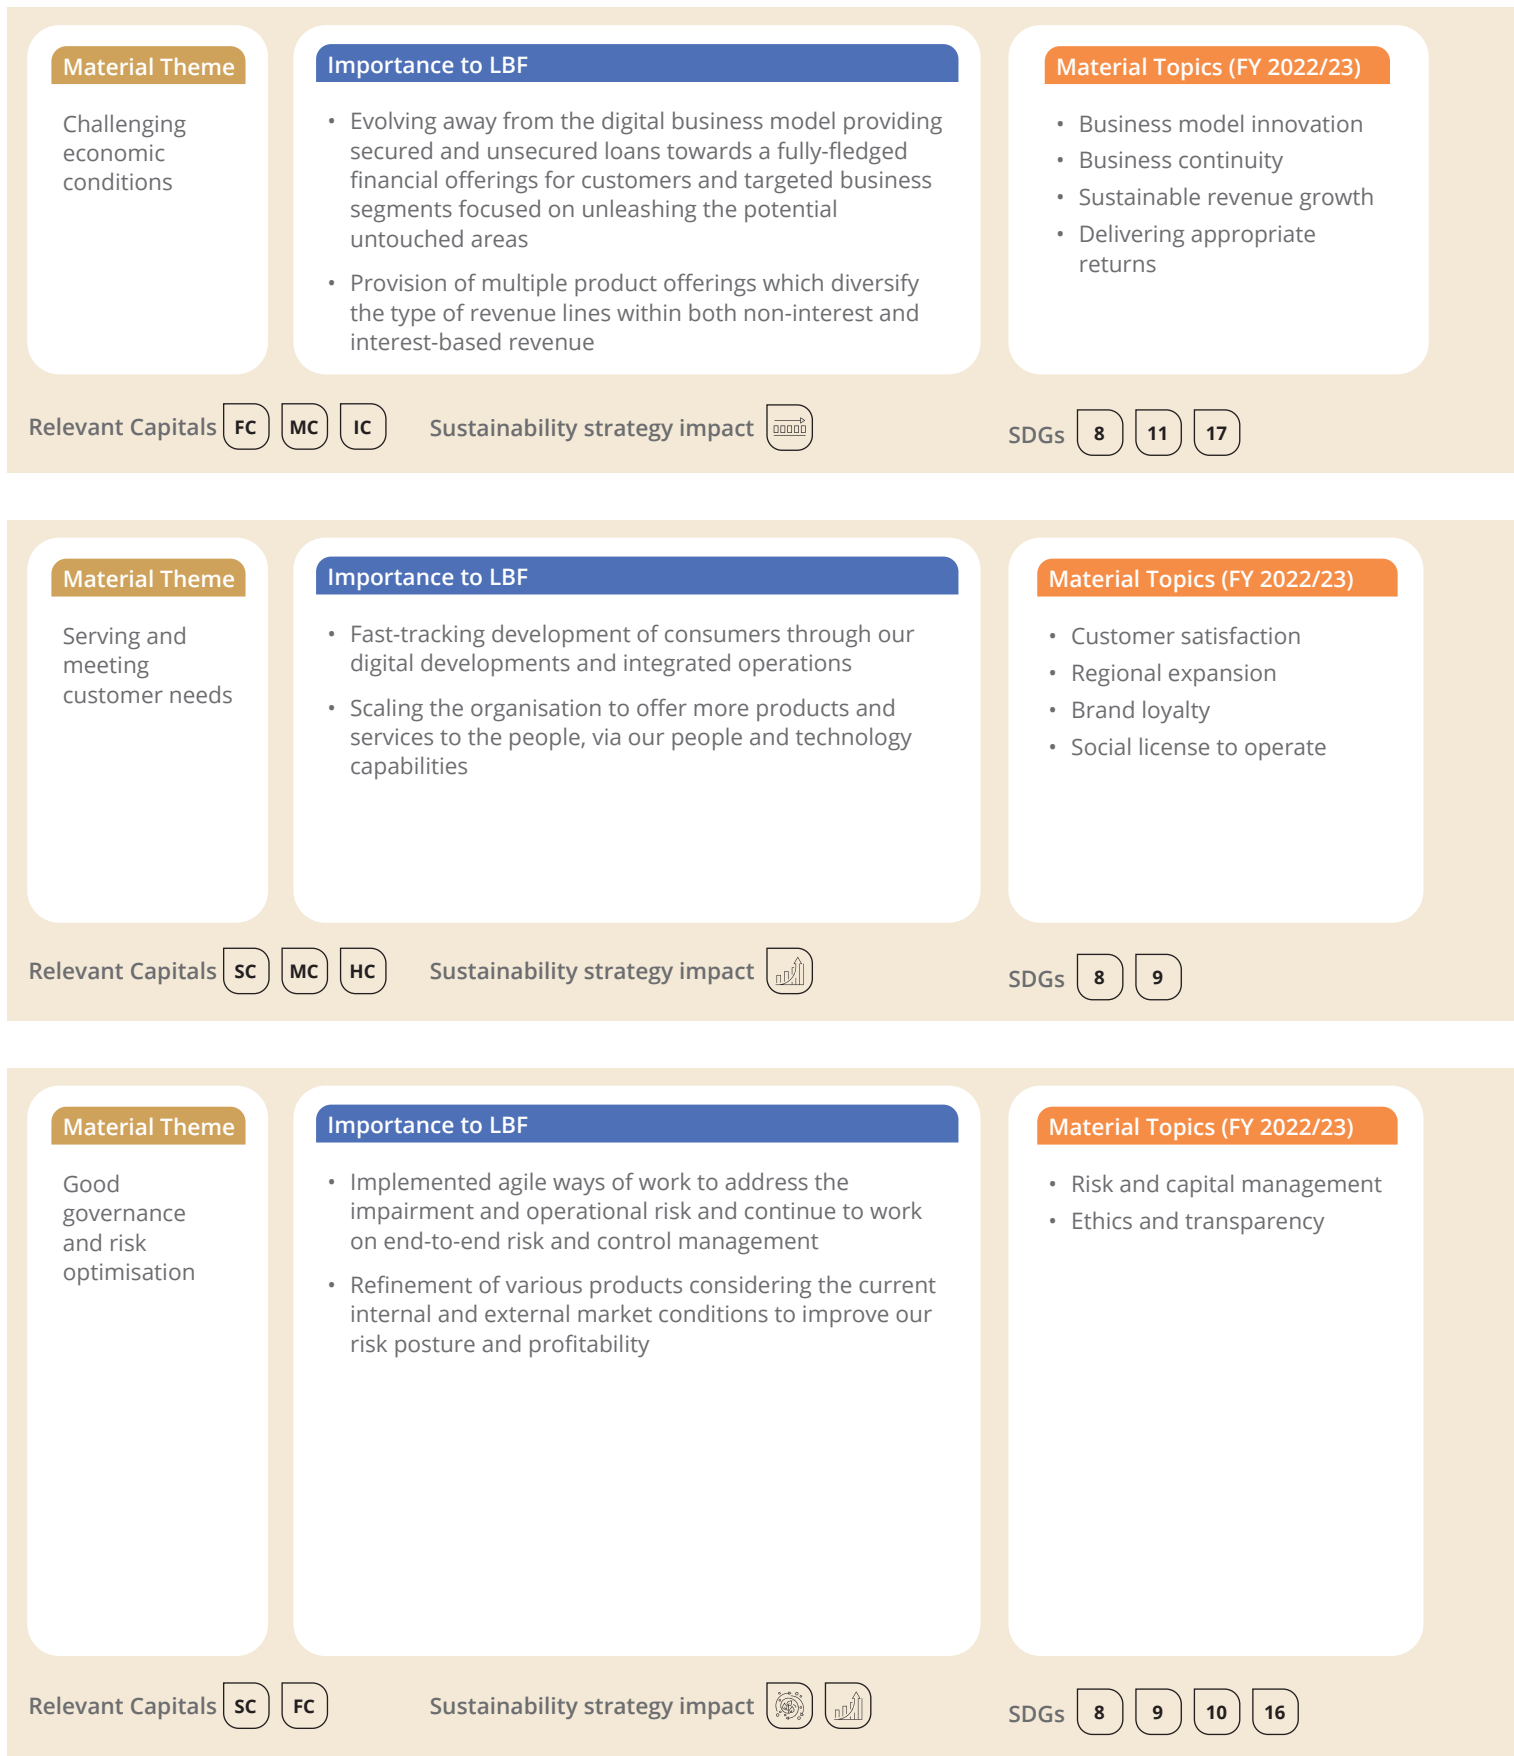 Material Theme
Challenging
economic
conditions
Importance to LBF
• Evolving away from the digital business model providing
secured and unsecured loans towards a fully-fledged
financial offerings for customers and targeted business
segments focused on unleashing the potential
untouched areas
• Provision of multiple product offerings which diversify
the type of revenue lines within both non-interest and
interest-based revenue
Material Topics (FY 2022/23)
• Business model innovation
• Business continuity
• Sustainable revenue growth
• Delivering appropriate
returns
Relevant Capitals FC MC IC
Sustainability strategy impact
SDGs 8 11 17
Material Theme
Serving and
meeting
customer needs
Importance to LBF
• Fast-tracking development of consumers through our
digital developments and integrated operations
• Scaling the organisation to offer more products and
services to the people, via our people and technology
capabilities
Material Topics (FY 2022/23)
• Customer satisfaction
• Regional expansion
• Brand loyalty
• Social license to operate
Relevant Capitals SC MC HC
Sustainability strategy impact
SDGs 8 9
Material Theme
Good
governance
and risk
optimisation
Importance to LBF
• Implemented agile ways of work to address the
impairment and operational risk and continue to work
on end-to-end risk and control management
• Refinement of various products considering the current
internal and external market conditions to improve our
risk posture and profitability
Material Topics (FY 2022/23)
• Risk and capital management
• Ethics and transparency
Relevant Capitals SC FC
Sustainability strategy impact
SDGs 8 9 10 16